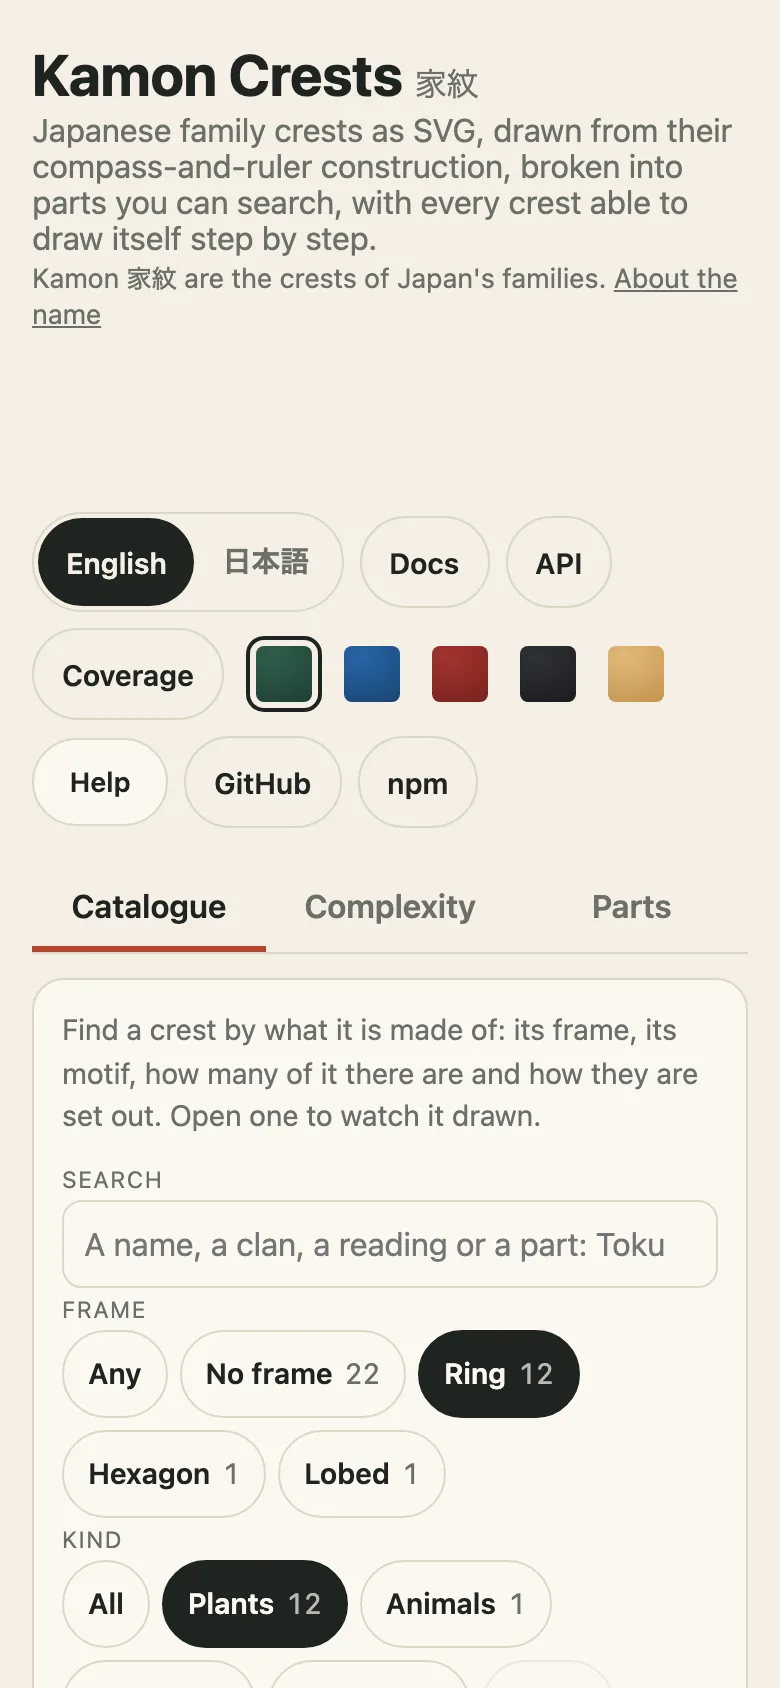 Kamon Crests 家紋
Japanese family crests as SVG, drawn from their
compass-and-ruler construction, broken into
parts you can search, with every crest able to
draw itself step by step.
Kamon 家紋 are the crests of Japan's families. About the
name
English 日本語 Docs API
Coverage
Help GitHub npm
Catalogue Complexity Parts
Find a crest by what it is made of: its frame, its
motif, how many of it there are and how they are
set out. Open one to watch it drawn.
SEARCH
A name, a clan, a reading or a part: Toku
FRAME
Any No frame 22 Ring 12
Hexagon 1 Lobed 1
KIND
All Plants 12 Animals 1